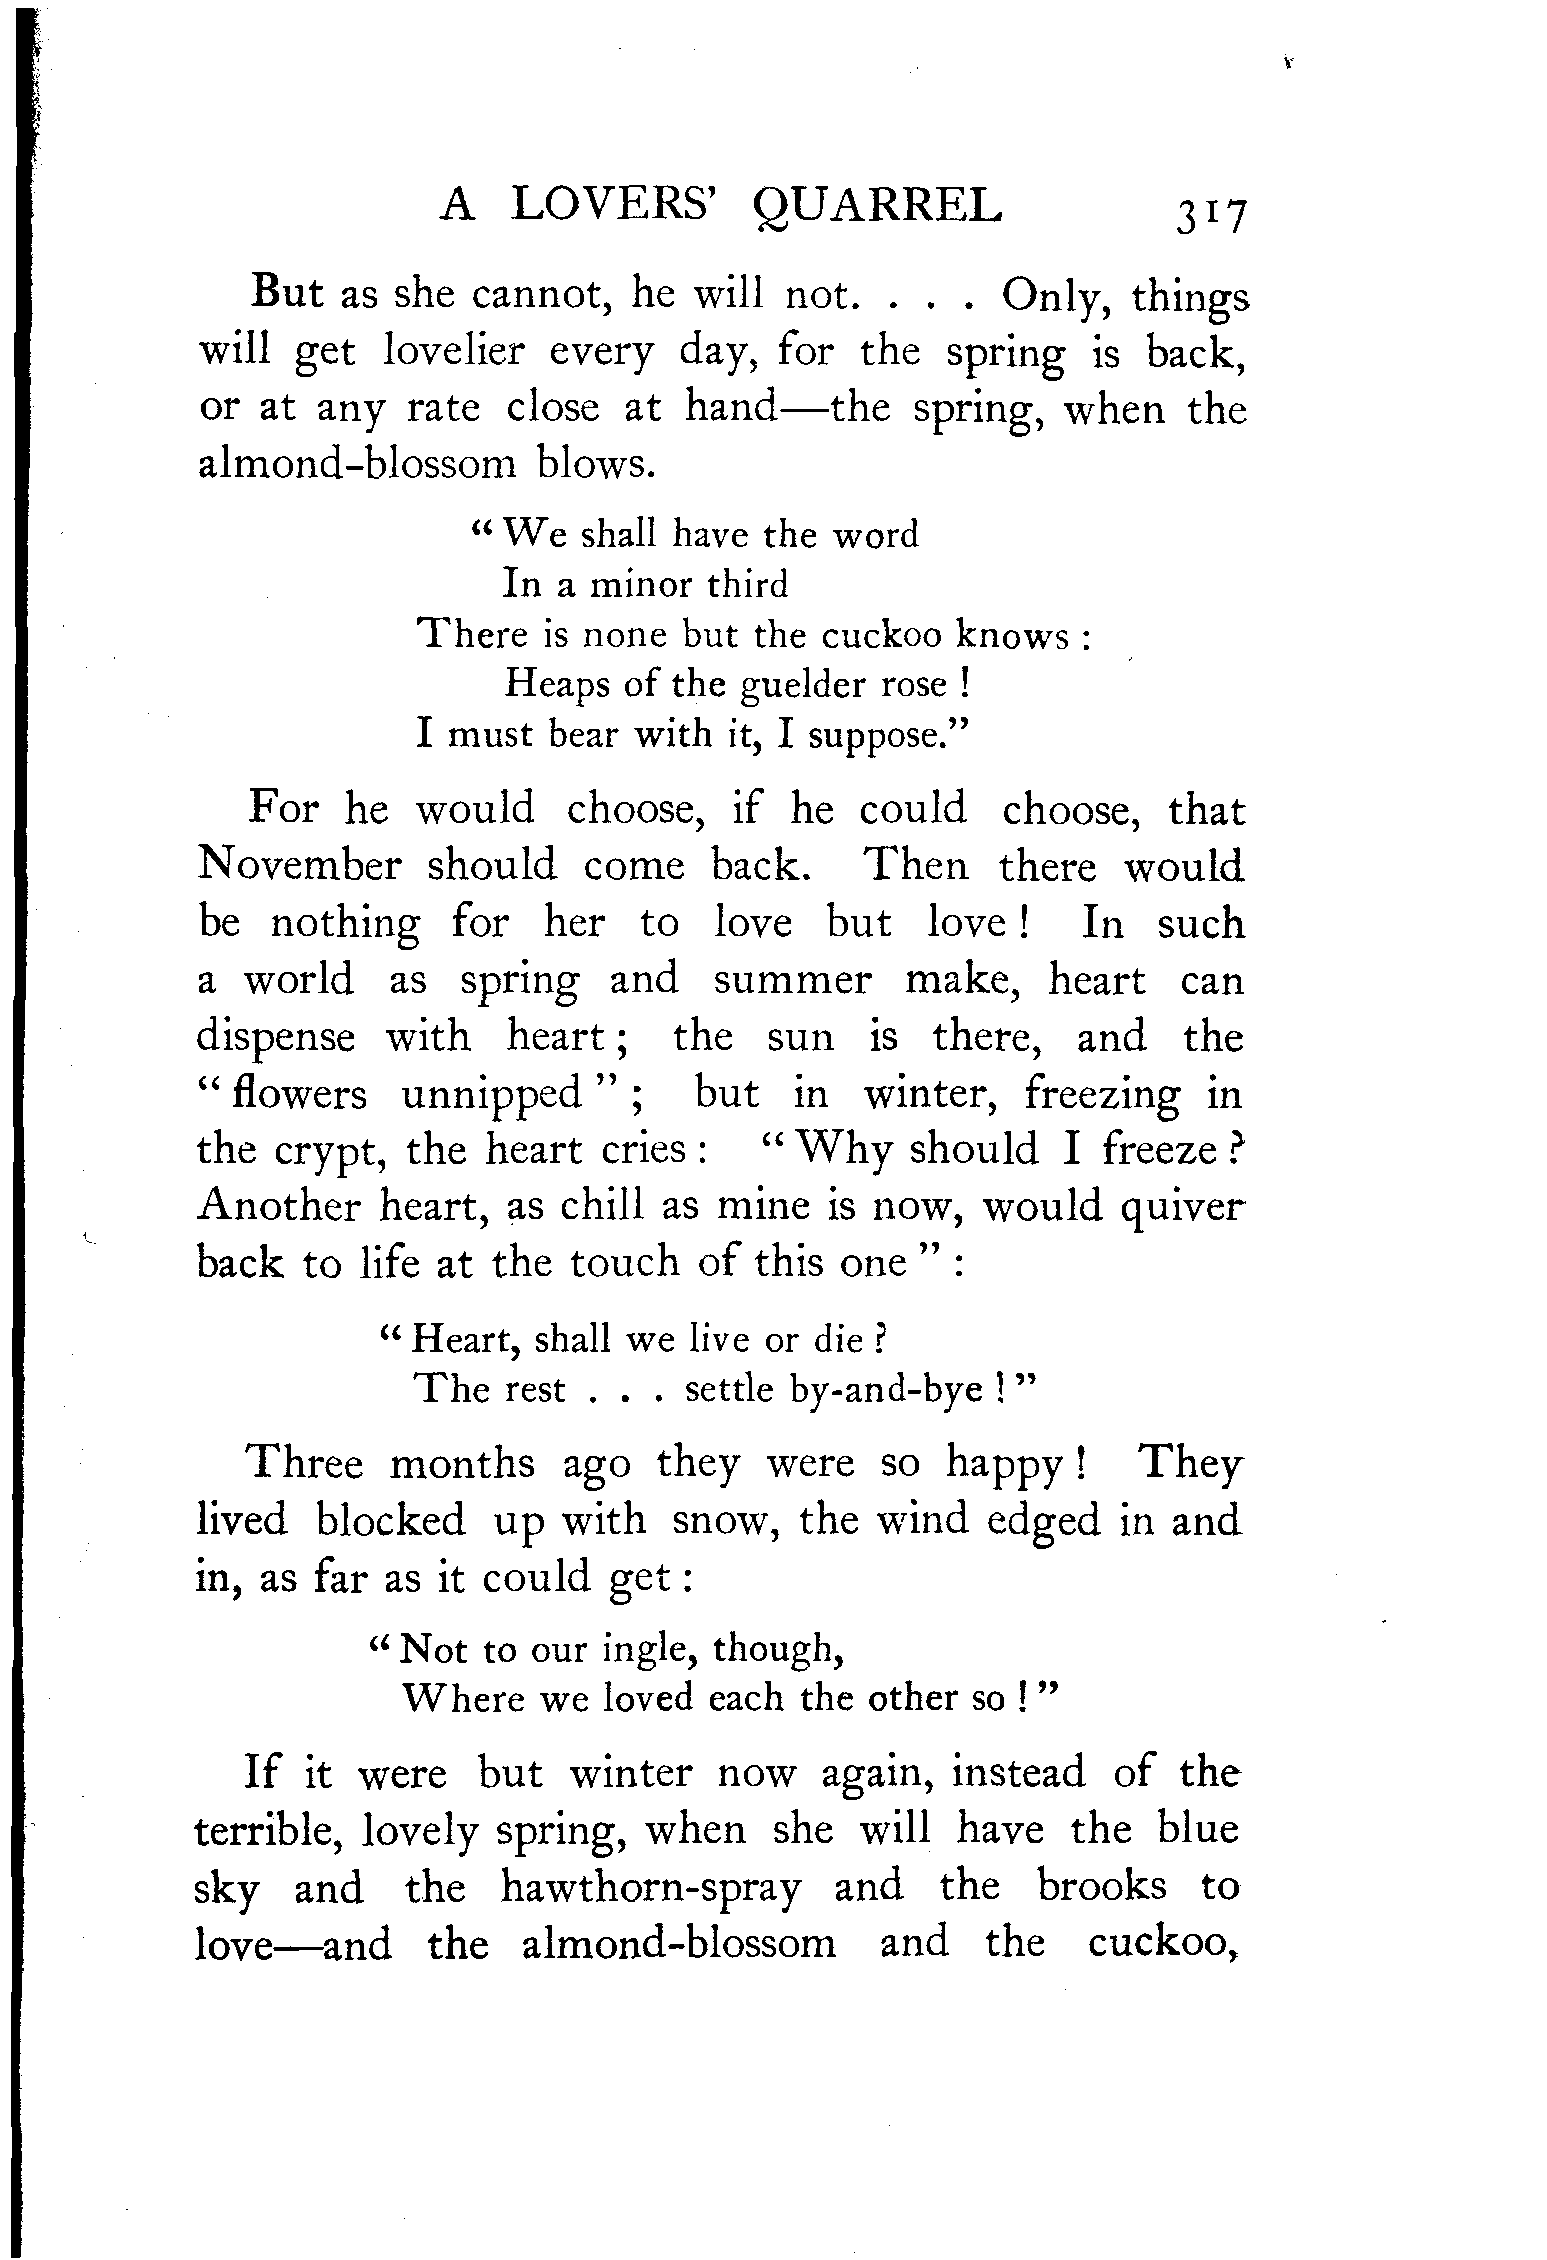 A LOVERS' QUARREL 317
But as she cannot, he will not. . . . Only, things
will get lovelier every day, for the spring is back,
or at any rate close at hand—the spring, when the
almond-blossom blows.
“ We shall have the word
In a minor third
There is none but the cuckoo knows :
Heaps of the guelder rose !
I must bear with it, I suppose.”
For he would choose, if he could choose, that
November should come back. Then there would
be nothing for her to love but love ! In such
a world as spring and summer make, heart can
dispense with heart ; the sun is there, and the
“ flowers unnipped ” ; but in winter, freezing in
the crypt, the heart cries : “ Why should I freeze ?
Another heart, as chill as mine is now, would quiver
back to life at the touch of this one ” :
“ Heart, shall we live or die ?
The rest . . . settle by-and-bye ! ”
Three months ago they were so happy ! They
lived blocked up with snow, the wind edged in and
in, as far as it could get :
“ Not to our ingle, though,
Where we loved each the other so ! ”
If it were but winter now again, instead of the
terrible, lovely spring, when she will have the blue
sky and the hawthorn-spray and the brooks to
love—and the almond-blossom and the cuckoo,